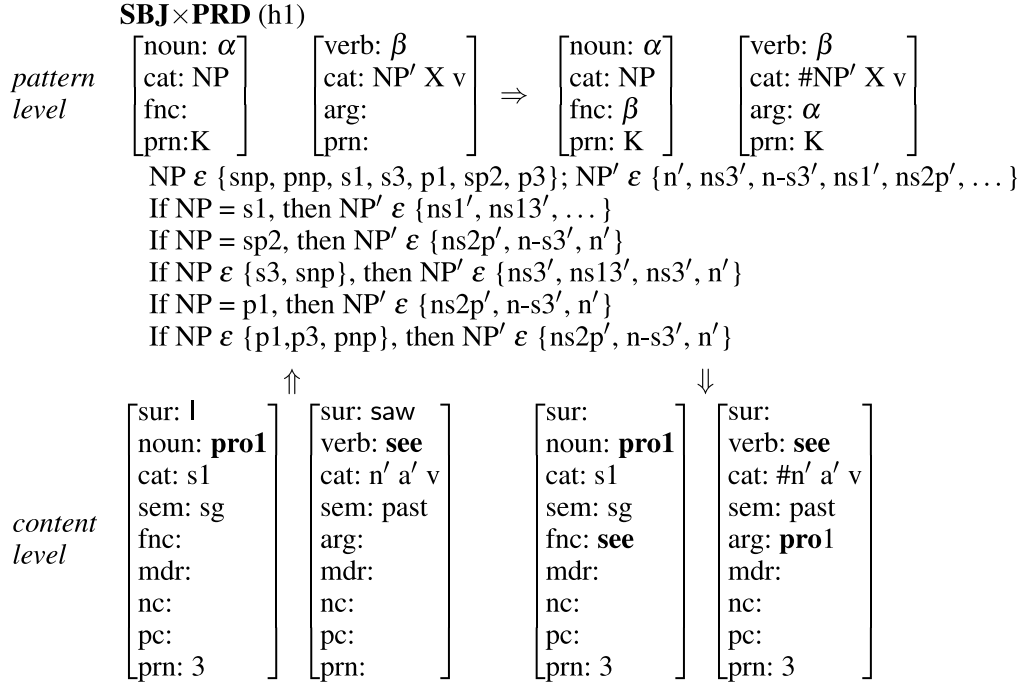 SBJ×PRD (h1)
[noun: α] [verb: β] [noun: α] [verb: β]
pattern [cat: NP] [cat: NP′ X v] ⇒ [cat: NP] [cat: #NP′ X v]
level [fnc:] [arg:] [fnc: β] [arg: α]
[prn:K] [prn:] [prn: K] [prn: K]
NP ε {snp, pnp, s1, s3, p1, sp2, p3}; NP′ ε {n′, ns3′, n-s3′, ns1′, ns2p′, … }
If NP = s1, then NP′ ε {ns1′, ns13′, … }
If NP = sp2, then NP′ ε {ns2p′, n-s3′, n′}
If NP ε {s3, snp}, then NP′ ε {ns3′, ns13′, ns3′, n′}
If NP = p1, then NP′ ε {ns2p′, n-s3′, n′}
If NP ε {p1,p3, pnp}, then NP′ ε {ns2p′, n-s3′, n′}
⇑ ⇓
[sur: I] [sur: saw] [sur:] [sur:]
[noun: pro1] [verb: see] [noun: pro1] [verb: see]
[cat: s1] [cat: n′ a′ v] [cat: s1] [cat: #n′ a′ v]
[sem: sg] [sem: past] [sem: sg] [sem: past]
content [fnc:] [arg:] [fnc: see] [arg: pro1]
level [mdr:] [mdr:] [mdr:] [mdr:]
[nc:] [nc:] [nc:] [nc:]
[pc:] [pc:] [pc:] [pc:]
[prn: 3] [prn:] [prn: 3] [prn: 3]